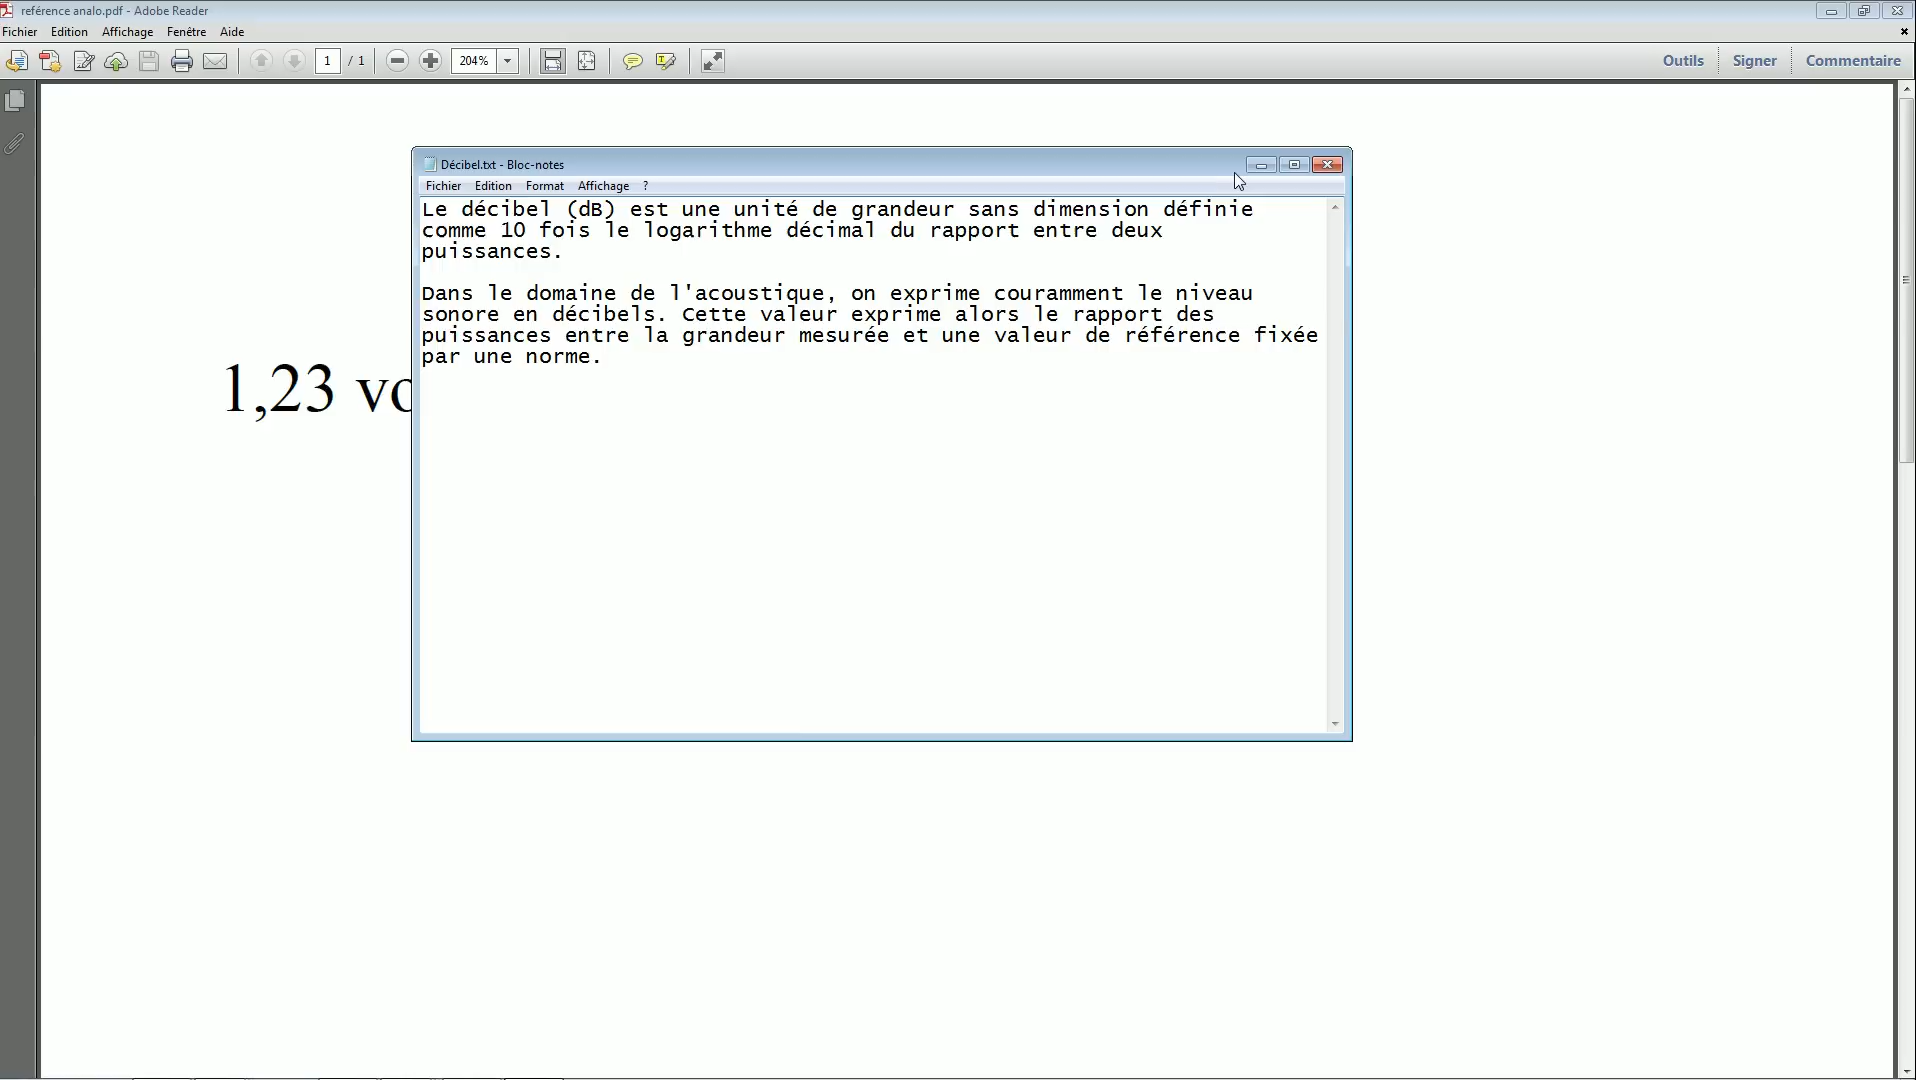 reférence analo.pdf - Adobe Reader
Fichier Edition Affichage Fenêtre Aide
1 / 1 204% Outils Signer Commentaire
Décibel.txt - Bloc-notes
Fichier Edition Format Affichage ?
Le décibel (dB) est une unité de grandeur sans dimension définie
comme 10 fois le logarithme décimal du rapport entre deux
puissances.
Dans le domaine de l'acoustique, on exprime couramment le niveau
sonore en décibels. Cette valeur exprime alors le rapport des
puissances entre la grandeur mesurée et une valeur de référence fixée
par une norme.
1,23